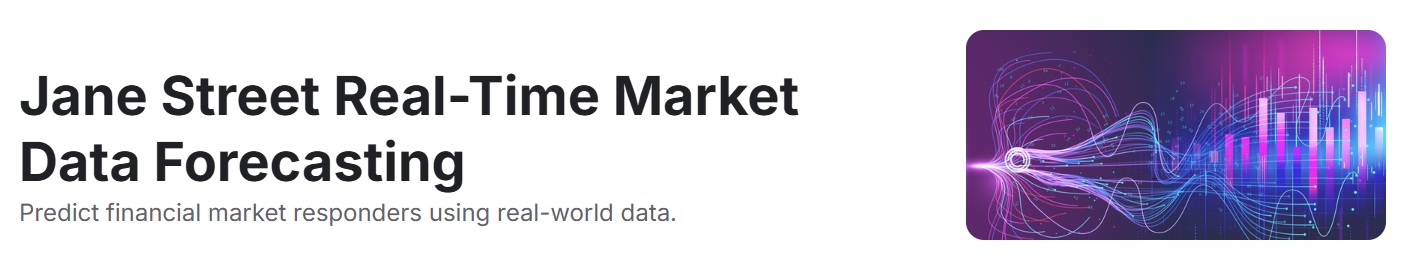 Jane Street Real-Time Market
Data Forecasting
Predict financial market responders using real-world data.